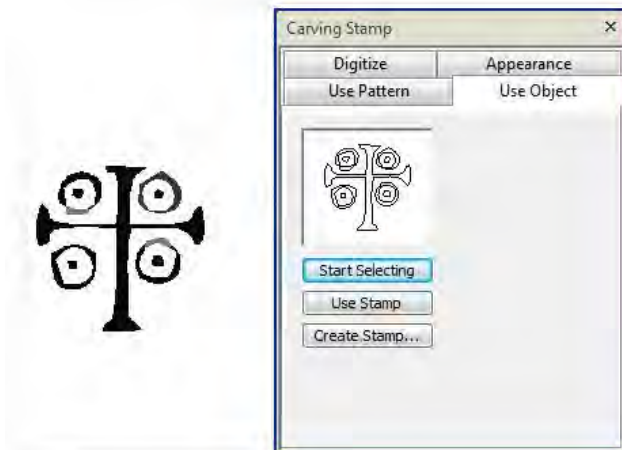 Carving Stamp
Digitize Appearance
Use Pattern Use Object
Start Selecting
Use Stamp
Create Stamp...